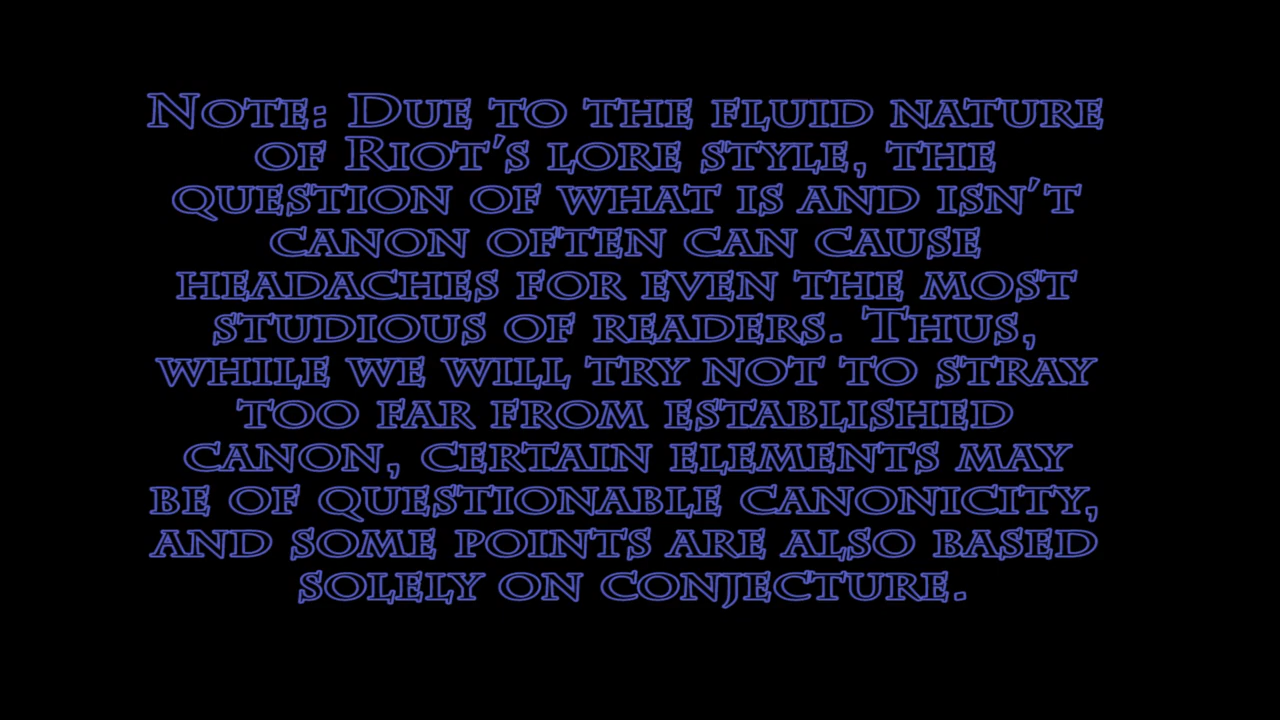 Note: Due to the fluid nature
of Riot's lore style, the
question of what is and isn't
canon often can cause
headaches for even the most
studious of readers. Thus,
while we will try not to stray
too far from established
canon, certain elements may
be of questionable canonicity,
and some points are also based
solely on conjecture.